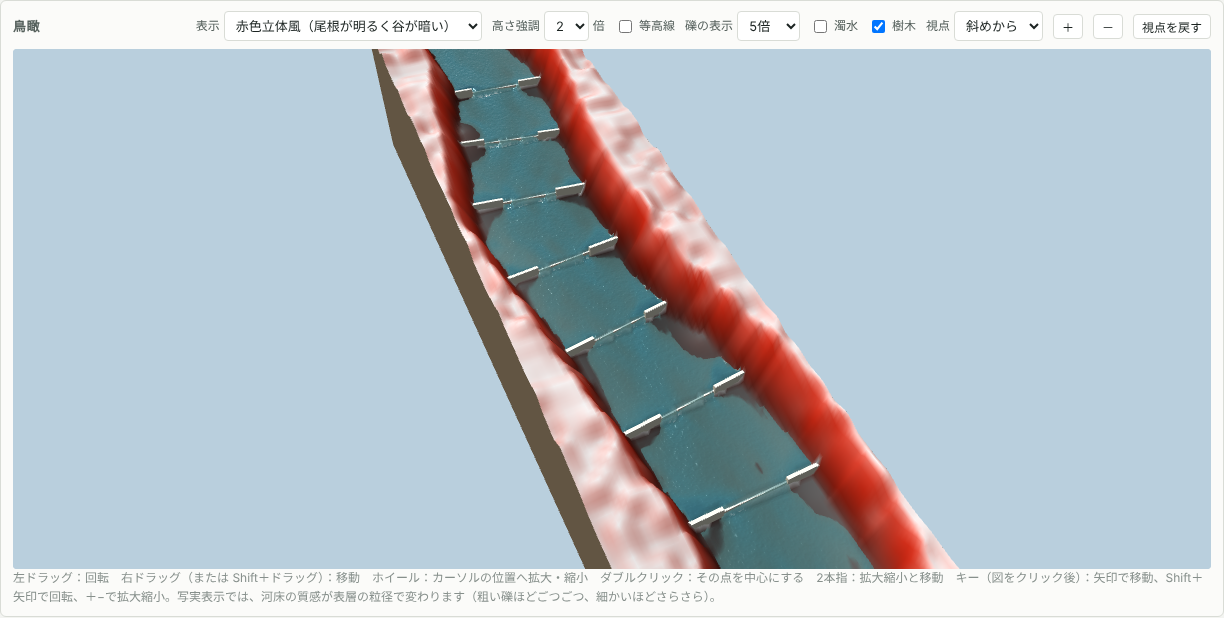 鳥瞰 表示 赤色立体風（尾根が明るく谷が暗い） 高さ強調 2 倍 等高線 礫の表示 5倍 濁水 樹木 視点 斜めから ＋ － 視点を戻す
左ドラッグ：回転　右ドラッグ（または Shift＋ドラッグ）：移動　ホイール：カーソルの位置へ拡大・縮小　ダブルクリック：その点を中心にする　2本指：拡大縮小と移動　キー（図をクリック後）：矢印で移動、Shift＋
矢印で回転、＋−で拡大縮小。写実表示では、河床の質感が表層の粒径で変わります（粗い礫ほどごつごつ、細かいほどさらさら）。